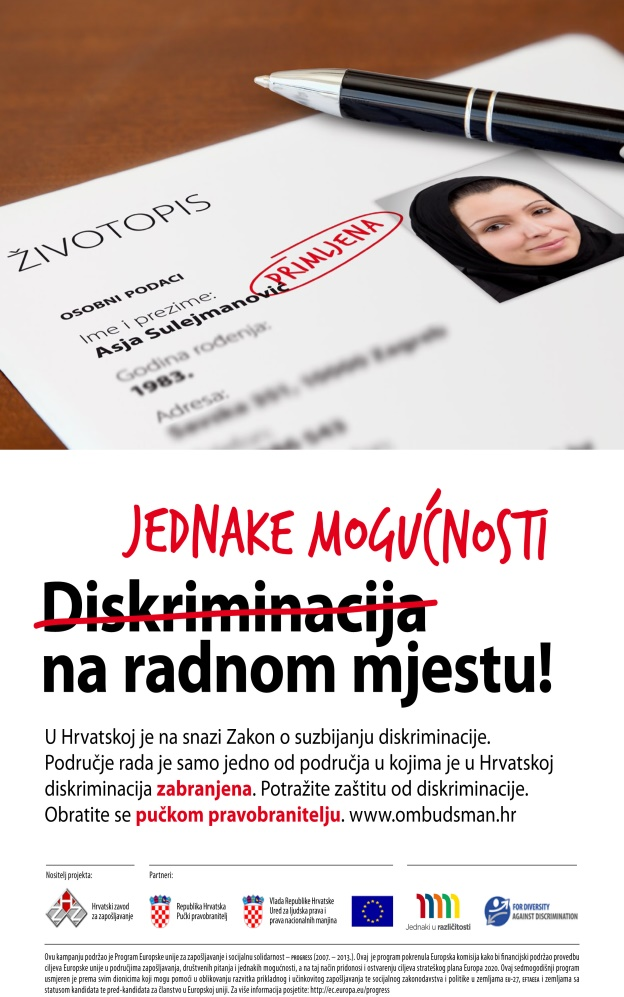 ŽIVOTOPIS
PRIMLJENA
OSOBNI PODACI
Ime i prezime:
Asja Sulejmanović
Godina rođenja:
1983.
Adresa:
JEDNAKE MOGUĆNOSTI
Diskriminacija
na radnom mjestu!
U Hrvatskoj je na snazi Zakon o suzbijanju diskriminacije.
Područje rada je samo jedno od područja u kojima je u Hrvatskoj
diskriminacija zabranjena. Potražite zaštitu od diskriminacije.
Obratite se pučkom pravobranitelju. www.ombudsman.hr
Nositelj projekta:
Partneri:
Hrvatski zavod
za zapošljavanje
Republika Hrvatska
Pučki pravobranitelj
Vlada Republike Hrvatske
Ured za ljudska prava i
prava nacionalnih manjina
Jednaki u različitosti
FOR DIVERSITY
AGAINST DISCRIMINATION
Ovu kampanju podržao je Program Europske unije za zapošljavanje i socijalnu solidarnost – PROGRESS (2007. – 2013.). Ovaj je program pokrenula Europska komisija kako bi financijski podržao provedbu
ciljeva Europske unije u područjima zapošljavanja, društvenih pitanja i jednakih mogućnosti, a na taj način pridonosi i ostvarenju ciljeva strateškog plana Europa 2020. Ovaj sedmogodišnji program
usmjeren je prema svim dionicima koji mogu pomoći u oblikovanju razvitka prikladnog i učinkovitog zapošljavanja te socijalnog zakonodavstva i politike u zemljama EU-27, EFTA/EEA i zemljama sa
statusom kandidata te pred-kandidata za članstvo u Europskoj uniji. Za više informacija posjetite: http://ec.europa.eu/progress